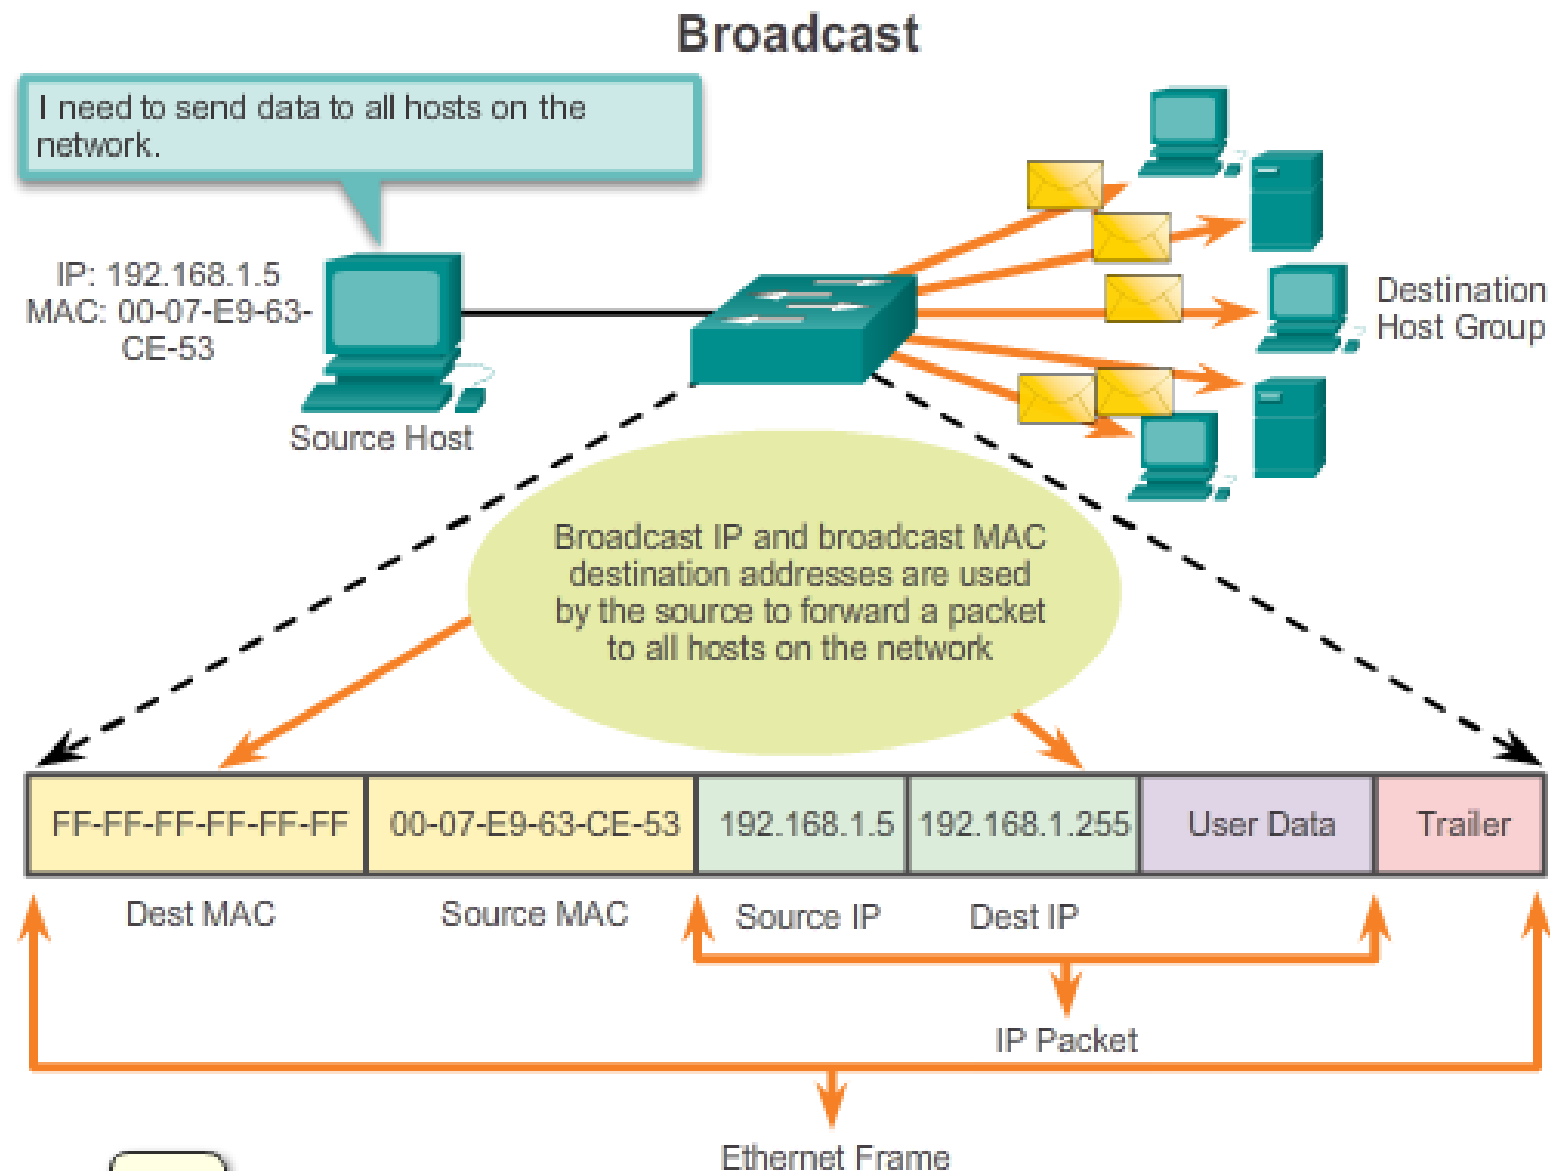 Broadcast
I need to send data to all hosts on the
network.
IP: 192.168.1.5
MAC: 00-07-E9-63-
CE-53
Source Host
Destination
Host Group
Broadcast IP and broadcast MAC
destination addresses are used
by the source to forward a packet
to all hosts on the network
FF-FF-FF-FF-FF-FF 00-07-E9-63-CE-53 192.168.1.5 192.168.1.255 User Data Trailer
Dest MAC Source MAC Source IP Dest IP
IP Packet
Ethernet Frame